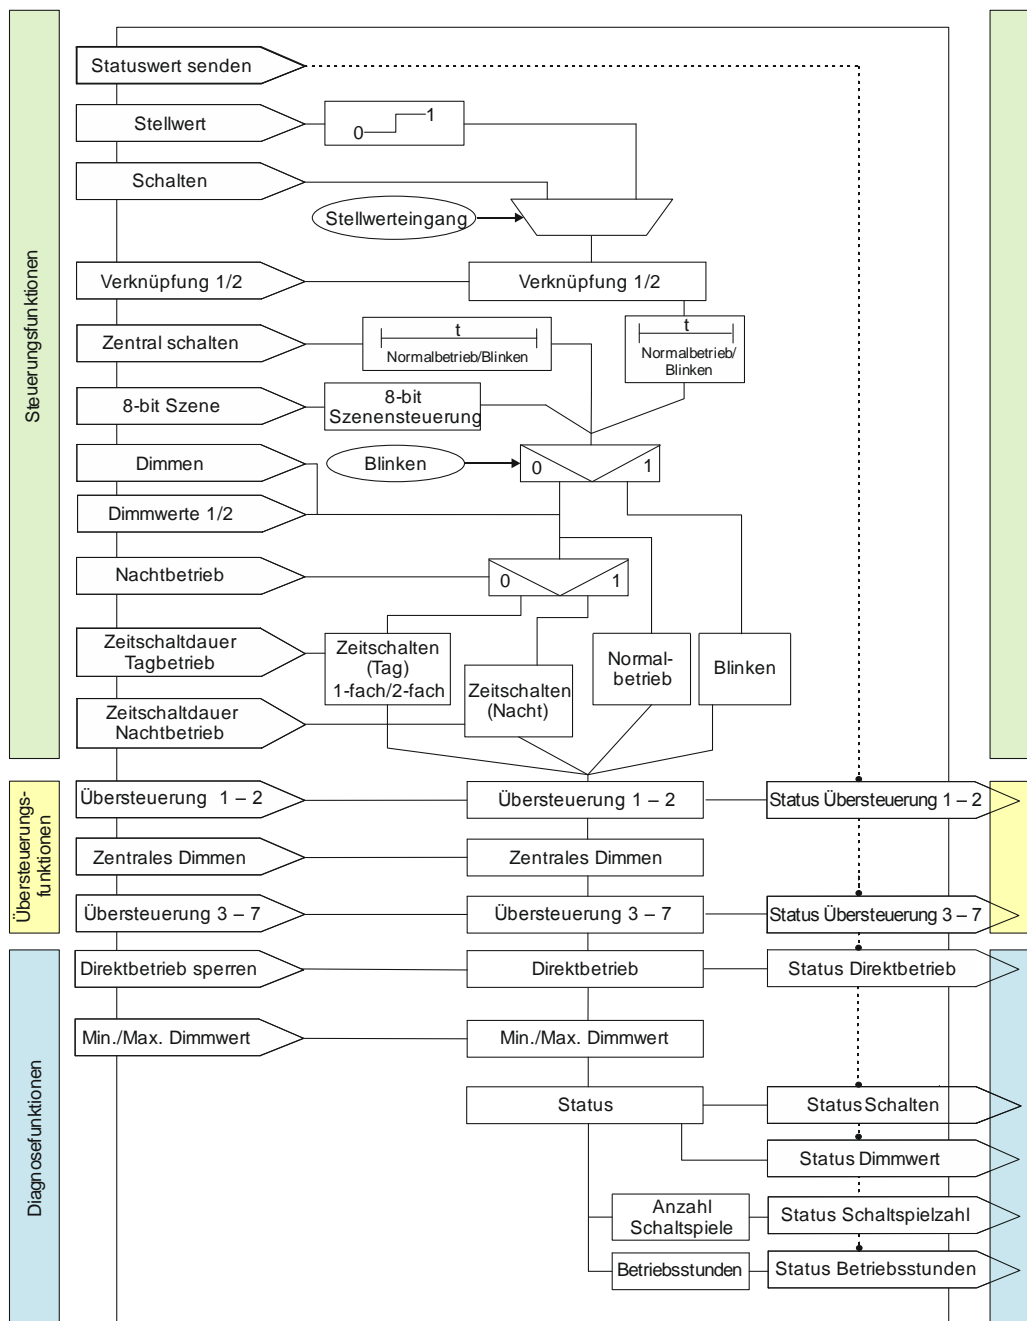 Steuerungsfunktionen
Statuswert senden
Stellwert
0
1
Schalten
Stellwerteingang
Verknüpfung 1/2
Verknüpfung 1/2
Zentral schalten
t
Normalbetrieb/Blinken
t
Normalbetrieb/
Blinken
8-bit Szene
8-bit
Szenensteuerung
Dimmen
Blinken
0
1
Dimmwerte 1/2
Nachtbetrieb
0
1
Zeitschaltdauer
Tagbetrieb
Zeitschalten
(Tag)
1-fach/2-fach
Normal-
betrieb
Blinken
Zeitschalten
(Nacht)
Zeitschaltdauer
Nachtbetrieb
Übersteuerungs-
funktionen
Übersteuerung 1 – 2
Übersteuerung 1 – 2
Status Übersteuerung 1 – 2
Zentrales Dimmen
Zentrales Dimmen
Übersteuerung 3 – 7
Übersteuerung 3 – 7
Status Übersteuerung 3 – 7
Diagnosefunktionen
Direktbetrieb sperren
Direktbetrieb
Status Direktbetrieb
Min./Max. Dimmwert
Min./Max. Dimmwert
Status
Status Schalten
Status Dimmwert
Anzahl
Schaltspiele
Status Schaltspielzahl
Betriebsstunden
Status Betriebsstunden